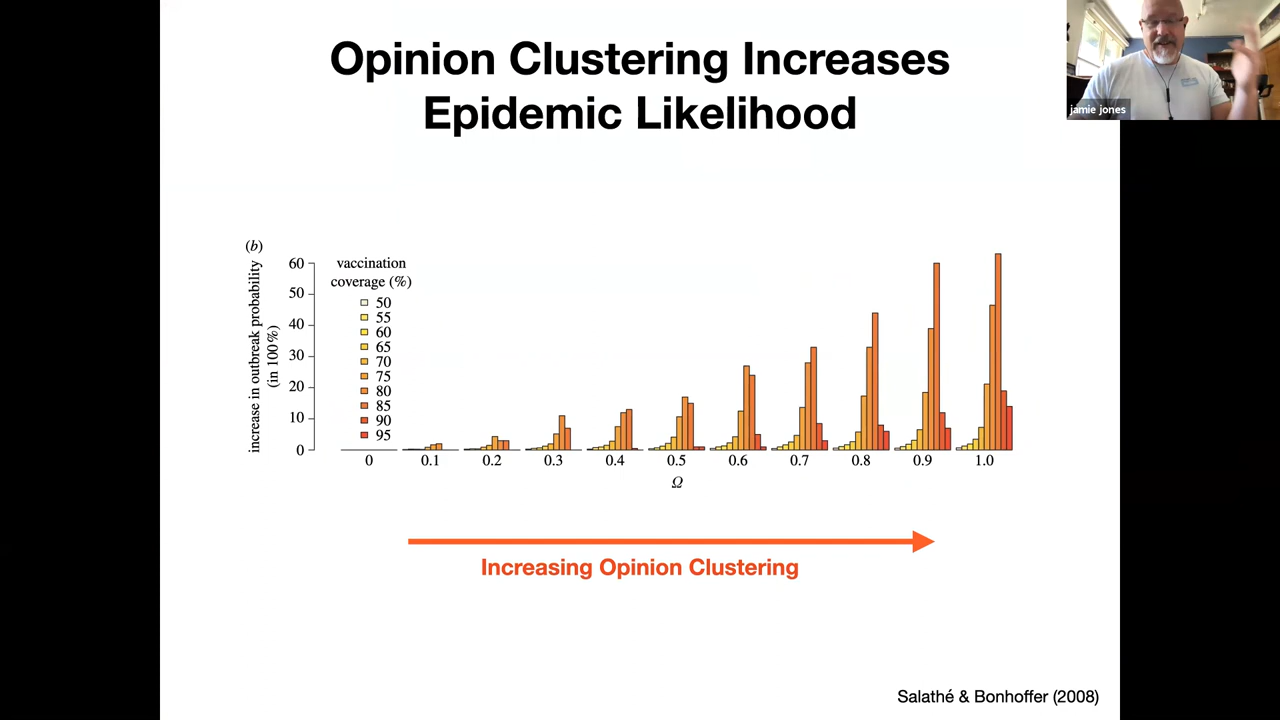 Opinion Clustering Increases
Epidemic Likelihood
jamie jones
(b)
increase in outbreak probability
(in 100%)
60
50
40
30
20
10
0
vaccination
coverage (%)
50
55
60
65
70
75
80
85
90
95
0 0.1 0.2 0.3 0.4 0.5 0.6 0.7 0.8 0.9 1.0
Ω
Increasing Opinion Clustering
Salathé & Bonhoffer (2008)